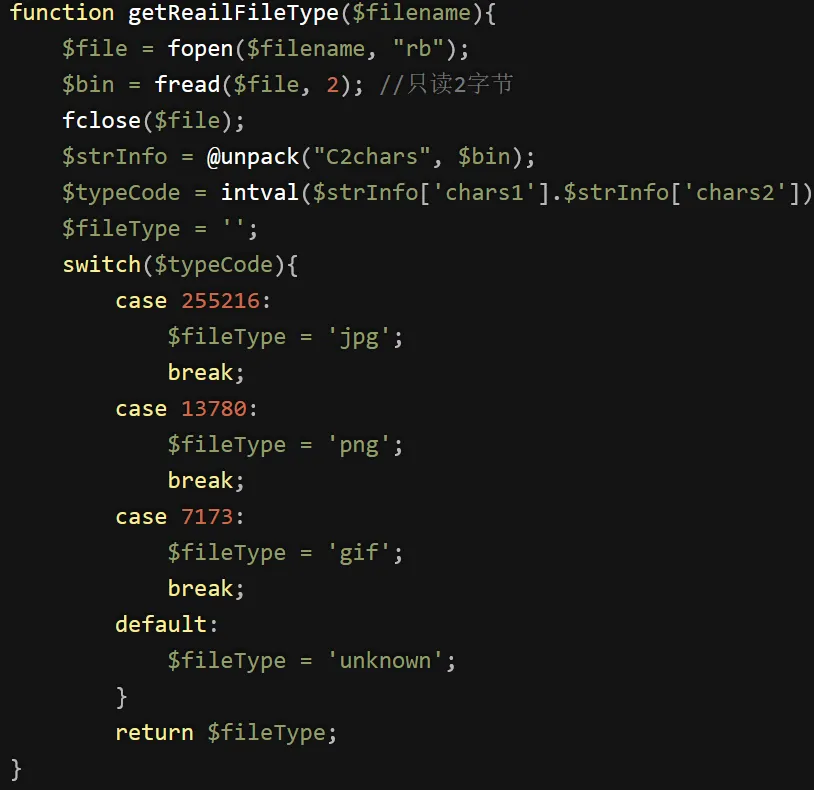 function getReailFileType($filename){
    $file = fopen($filename, "rb");
    $bin = fread($file, 2); //只读2字节
    fclose($file);
    $strInfo = @unpack("C2chars", $bin);
    $typeCode = intval($strInfo['chars1'].$strInfo['chars2'])
    $fileType = '';
    switch($typeCode){
        case 255216:
            $fileType = 'jpg';
            break;
        case 13780:
            $fileType = 'png';
            break;
        case 7173:
            $fileType = 'gif';
            break;
        default:
            $fileType = 'unknown';
        }
        return $fileType;
}